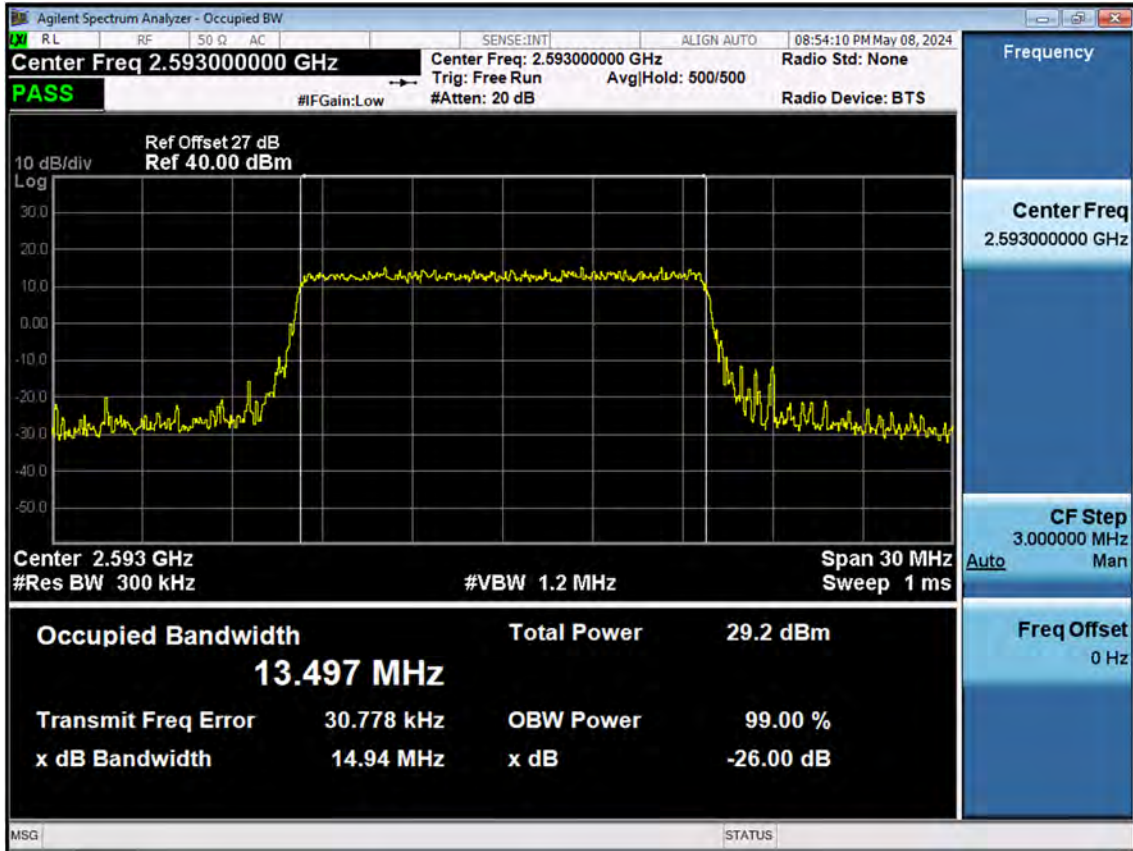 Agilent Spectrum Analyzer - Occupied BW
LXI RL RF 50 Ω AC SENSE:INT ALIGN AUTO 08:54:10 PM May 08, 2024
Center Freq 2.593000000 GHz
Center Freq: 2.593000000 GHz
Radio Std: None
Trig: Free Run Avg|Hold: 500/500
PASS
#IFGain:Low
#Atten: 20 dB
Radio Device: BTS
Ref Offset 27 dB
10 dB/div Ref 40.00 dBm
Log
30.0
20.0
10.0
0.00
-10.0
-20.0
-30.0
-40.0
-50.0
Center 2.593 GHz Span 30 MHz
#Res BW 300 kHz #VBW 1.2 MHz Sweep 1 ms
Occupied Bandwidth Total Power 29.2 dBm
13.497 MHz
Transmit Freq Error 30.778 kHz OBW Power 99.00 %
x dB Bandwidth 14.94 MHz x dB -26.00 dB
MSG STATUS
Frequency
Center Freq
2.593000000 GHz
CF Step
3.000000 MHz
Auto Man
Freq Offset
0 Hz